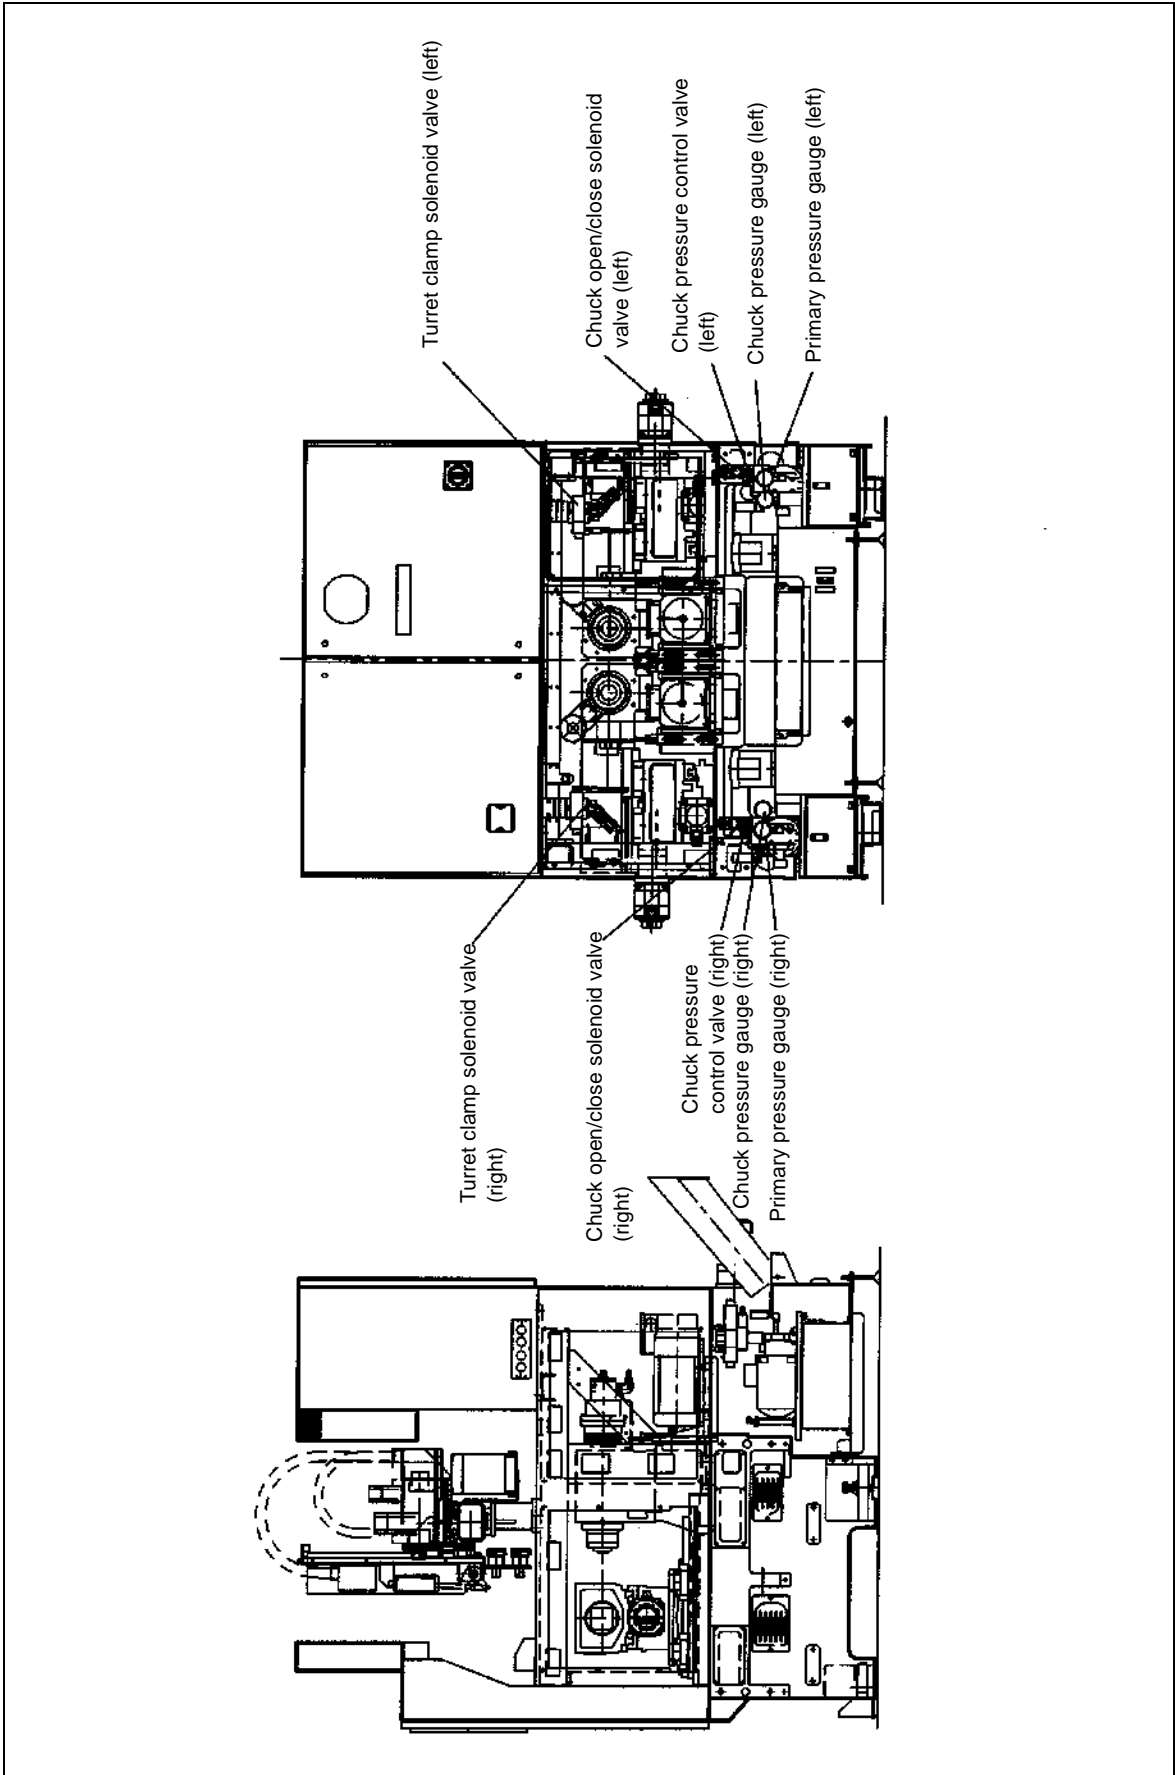 Turret clamp solenoid valve (left)
Chuck open/close solenoid
valve (left)
Chuck pressure control valve
(left)
Chuck pressure gauge (left)
Primary pressure gauge (left)
Turret clamp solenoid valve
(right)
Chuck open/close solenoid valve
(right)
Chuck pressure
control valve (right)
Chuck pressure gauge (right)
Primary pressure gauge (right)